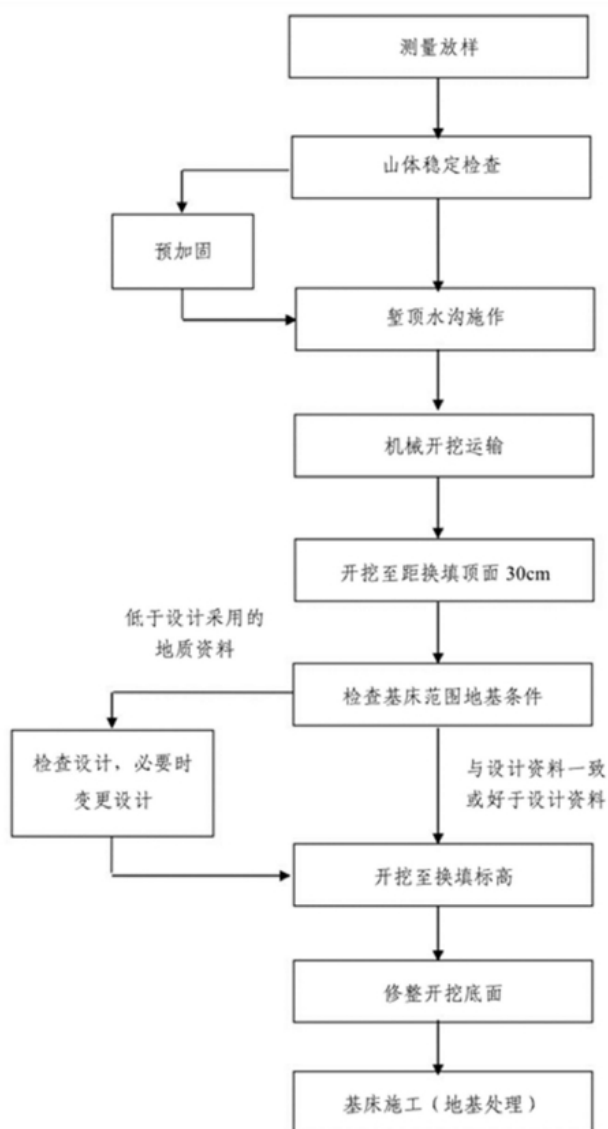 测量放样
山体稳定检查
预加固
堑顶水沟施作
机械开挖运输
开挖至距换填顶面 30cm
低于设计采用的
地质资料
检查基床范围地基条件
检查设计，必要时
变更设计
与设计资料一致
或好于设计资料
开挖至换填标高
修整开挖底面
基床施工（地基处理）